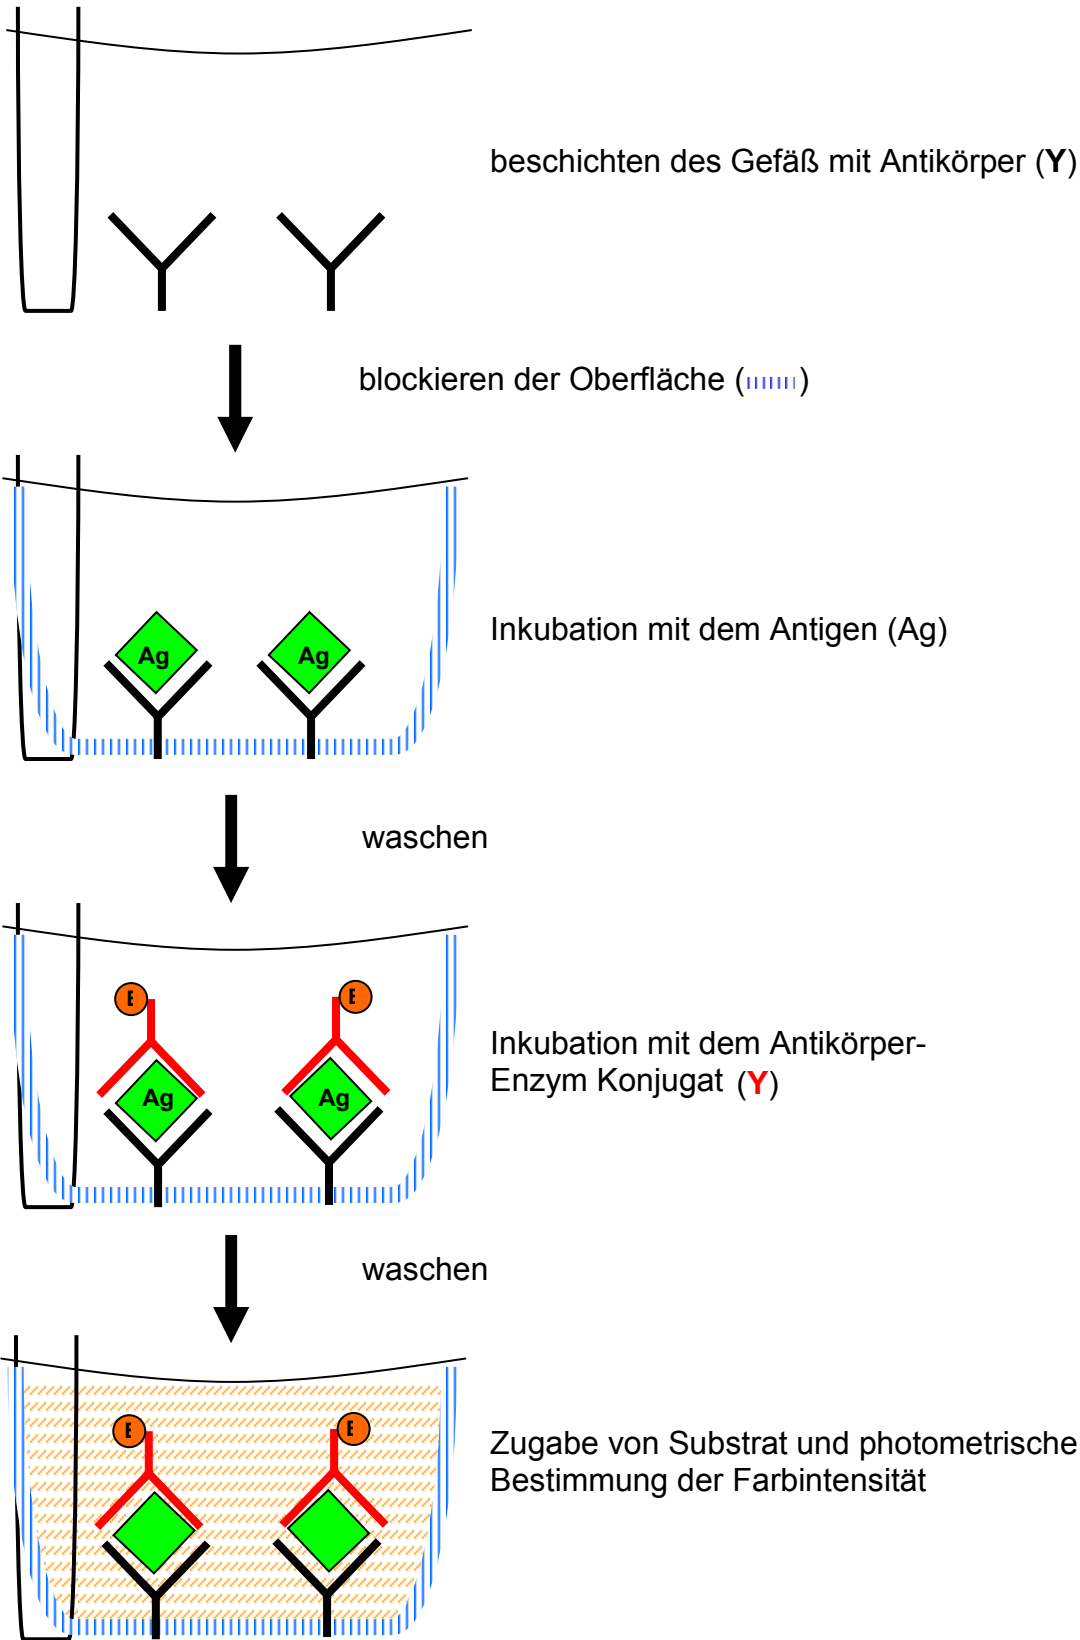 beschichten des Gefäß mit Antikörper (Y)
blockieren der Oberfläche ( )
Ag Ag
Inkubation mit dem Antigen (Ag)
waschen
E E
Ag Ag
Inkubation mit dem Antikörper-
Enzym Konjugat (Y)
waschen
E E
Zugabe von Substrat und photometrische
Bestimmung der Farbintensität